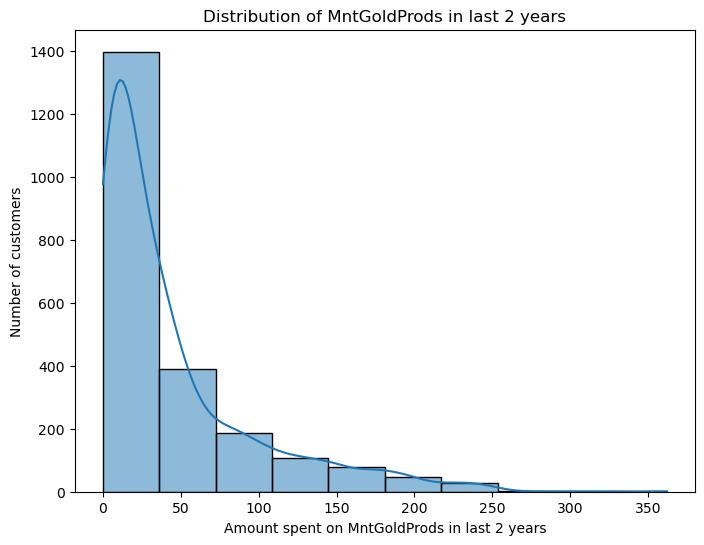 Distribution of MntGoldProds in last 2 years
1400
1200
1000
800
600
400
200
0
Number of customers
0 50 100 150 200 250 300 350
Amount spent on MntGoldProds in last 2 years